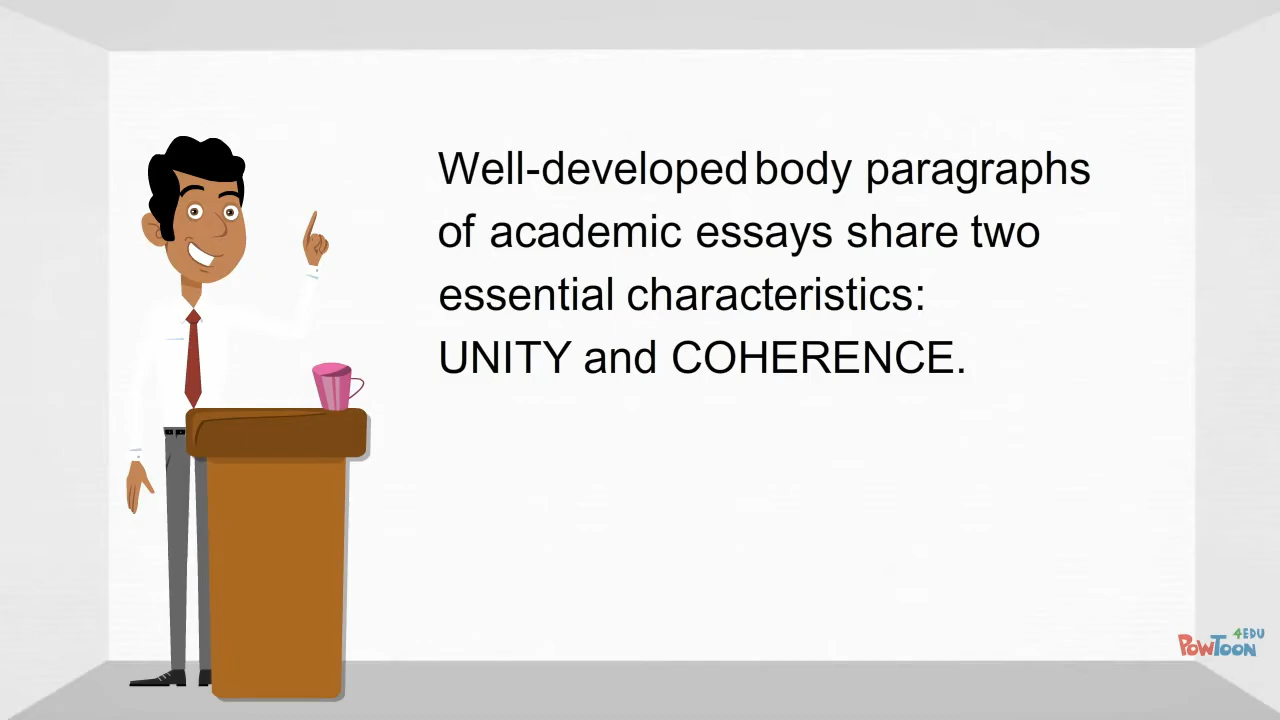 Well-developed body paragraphs
of academic essays share two
essential characteristics:
UNITY and COHERENCE.
4EDU
POWTOON